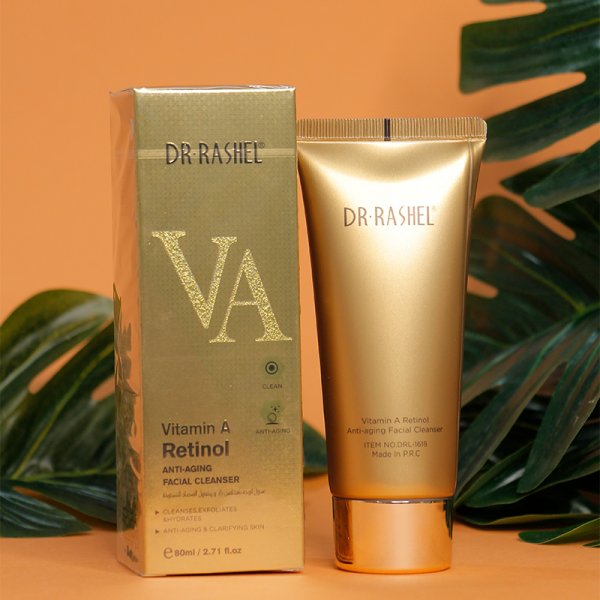 DR·RASHEL®
VA
CLEAN
ANTI-AGING
Vitamin A
Retinol
ANTI-AGING
FACIAL CLEANSER
▶ CLEANSES,EXFOLIATES
&HYDRATES
▶ ANTI-AGING & CLARIFYING SKIN
℮80ml / 2.71 fl.oz
DR·RASHEL®
Vitamin A Retinol
Anti-aging Facial Cleanser
ITEM NO.DRL-1618
Made In P.R.C